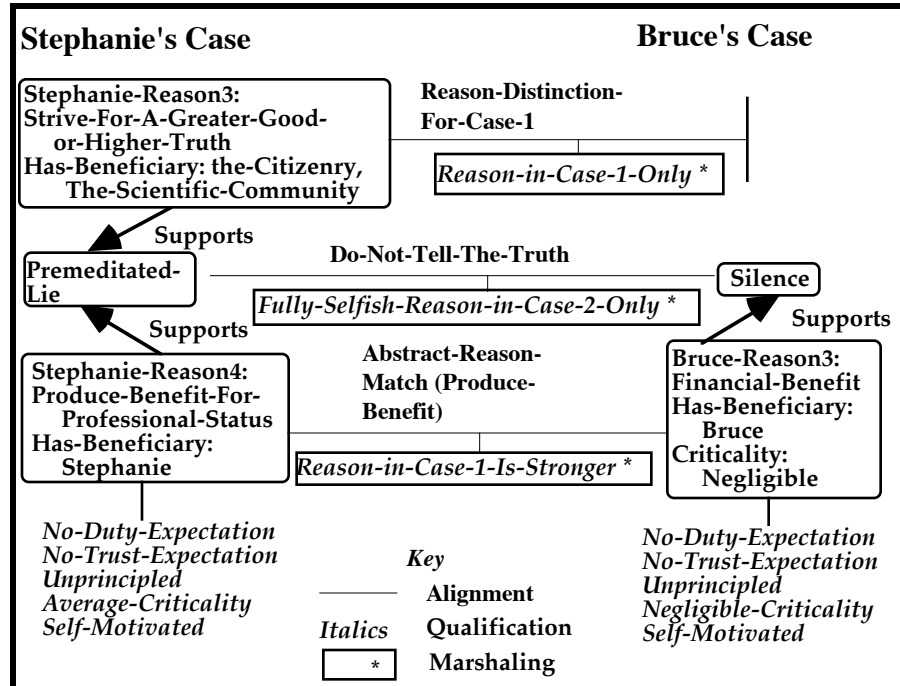 Stephanie's Case
Bruce's Case
Stephanie-Reason3:
Strive-For-A-Greater-Good-
or-Higher-Truth
Has-Beneficiary: the-Citizenry,
The-Scientific-Community
Reason-Distinction-
For-Case-1
Reason-in-Case-1-Only *
Supports
Premeditated-
Lie
Do-Not-Tell-The-Truth
Silence
Fully-Selfish-Reason-in-Case-2-Only *
Supports
Supports
Stephanie-Reason4:
Produce-Benefit-For-
Professional-Status
Has-Beneficiary:
Stephanie
Abstract-Reason-
Match (Produce-
Benefit)
Reason-in-Case-1-Is-Stronger *
Bruce-Reason3:
Financial-Benefit
Has-Beneficiary:
Bruce
Criticality:
Negligible
No-Duty-Expectation
No-Trust-Expectation
Unprincipled
Average-Criticality
Self-Motivated
Key
Alignment
Italics Qualification
* Marshaling
No-Duty-Expectation
No-Trust-Expectation
Unprincipled
Negligible-Criticality
Self-Motivated